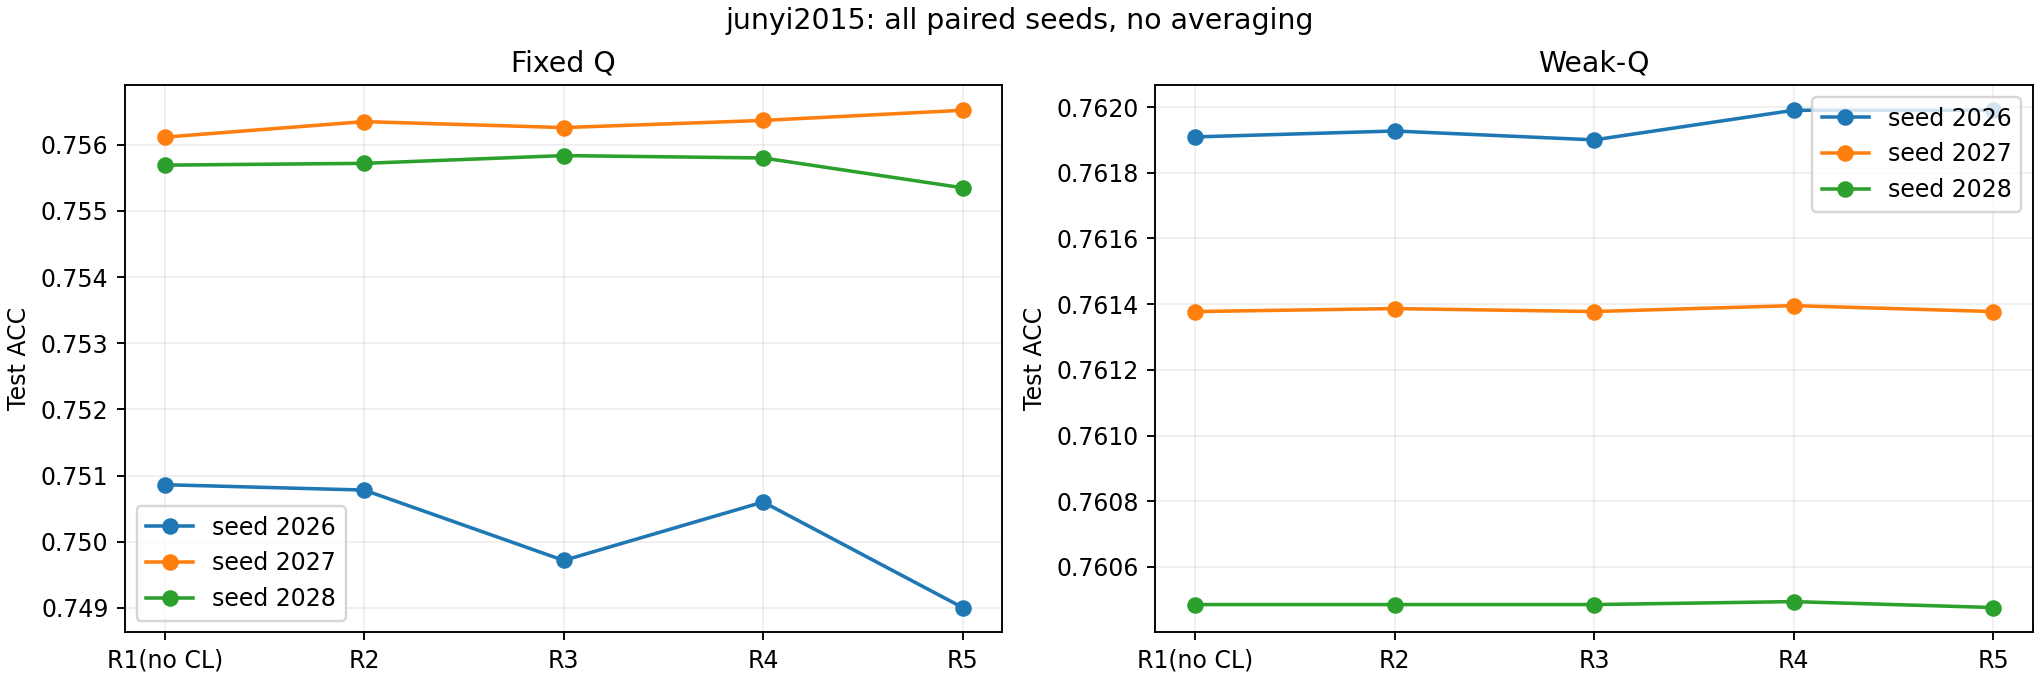 junyi2015: all paired seeds, no averaging
Fixed Q
Test ACC
0.756
0.755
0.754
0.753
0.752
0.751
0.750
0.749
seed 2026
seed 2027
seed 2028
R1(no CL) R2 R3 R4 R5
Weak-Q
Test ACC
0.7620
0.7618
0.7616
0.7614
0.7612
0.7610
0.7608
0.7606
seed 2026
seed 2027
seed 2028
R1(no CL) R2 R3 R4 R5